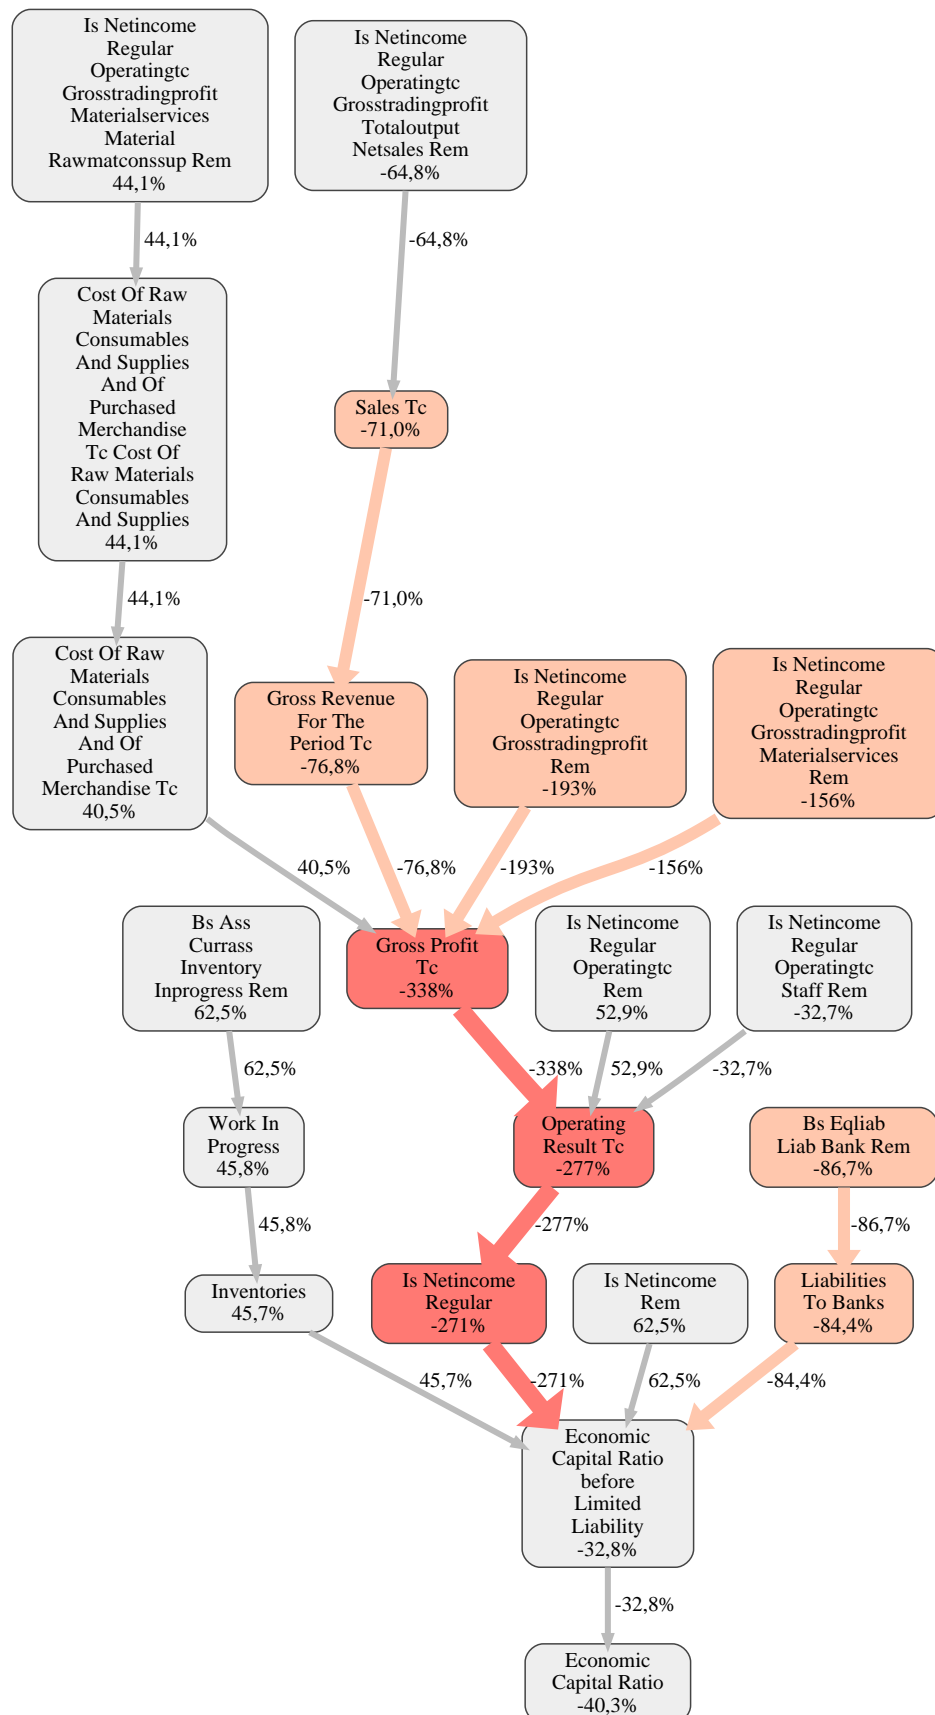 Is Netincome
Regular
Operatingtc
Grosstradingprofit
Materialservices
Material
Rawmatconssup Rem
44,1%
Is Netincome
Regular
Operatingtc
Grosstradingprofit
Totaloutput
Netsales Rem
-64,8%
44,1%
-64,8%
Cost Of Raw
Materials
Consumables
And Supplies
And Of
Purchased
Merchandise
Tc Cost Of
Raw Materials
Consumables
And Supplies
44,1%
Sales Tc
-71,0%
44,1%
-71,0%
Cost Of Raw
Materials
Consumables
And Supplies
And Of
Purchased
Merchandise Tc
40,5%
Gross Revenue
For The
Period Tc
-76,8%
Is Netincome
Regular
Operatingtc
Grosstradingprofit
Rem
-193%
Is Netincome
Regular
Operatingtc
Grosstradingprofit
Materialservices
Rem
-156%
40,5%
-76,8%
-193%
-156%
Bs Ass
Currass
Inventory
Inprogress Rem
62,5%
Gross Profit
Tc
-338%
Is Netincome
Regular
Operatingtc
Rem
52,9%
Is Netincome
Regular
Operatingtc
Staff Rem
-32,7%
62,5%
-338%
52,9%
-32,7%
Work In
Progress
45,8%
Operating
Result Tc
-277%
Bs Eqliab
Liab Bank Rem
-86,7%
45,8%
-277%
-86,7%
Inventories
45,7%
Is Netincome
Regular
-271%
Is Netincome
Rem
62,5%
Liabilities
To Banks
-84,4%
45,7%
-271%
62,5%
-84,4%
Economic
Capital Ratio
before
Limited
Liability
-32,8%
-32,8%
Economic
Capital Ratio
-40,3%